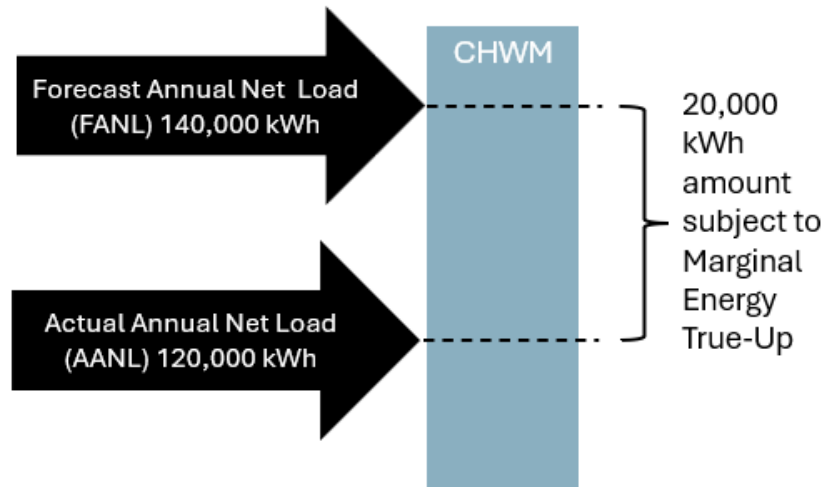 CHWM
Forecast Annual Net Load
(FANL) 140,000 kWh
20,000
kWh
amount
subject to
Marginal
Energy
True-Up
Actual Annual Net Load
(AANL) 120,000 kWh